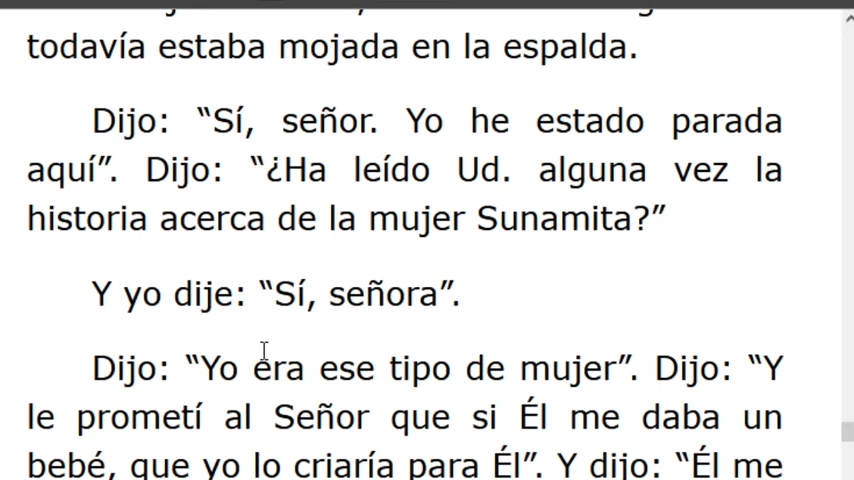 todavía estaba mojada en la espalda.
Dijo: “Sí, señor. Yo he estado parada
aquí”. Dijo: “¿Ha leído Ud. alguna vez la
historia acerca de la mujer Sunamita?”
Y yo dije: “Sí, señora”.
Dijo: “Yo era ese tipo de mujer”. Dijo: “Y
le prometí al Señor que si Él me daba un
bebé, que yo lo criaría para Él”. Y dijo: “Él me